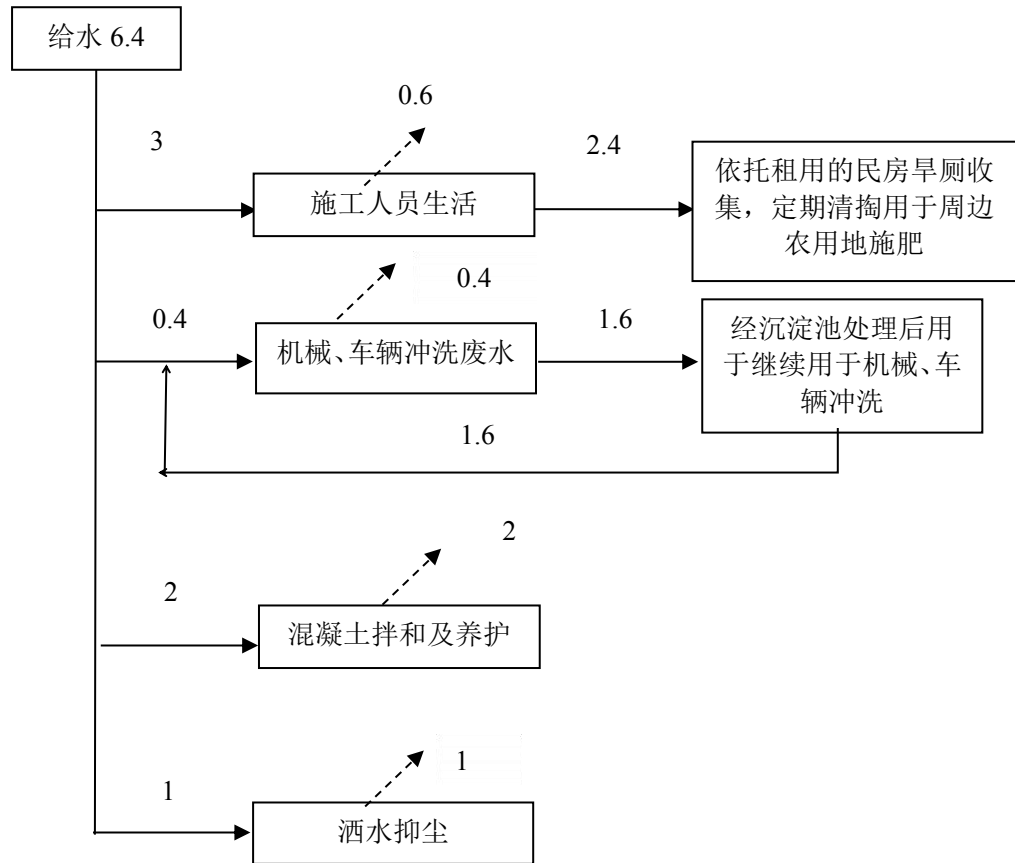 给水 6.4
0.6
3
2.4
施工人员生活
依托租用的民房旱厕收
集，定期清掏用于周边
农用地施肥
0.4
0.4
1.6
机械、车辆冲洗废水
经沉淀池处理后用
于继续用于机械、车
辆冲洗
1.6
2
2
混凝土拌和及养护
1
1
洒水抑尘